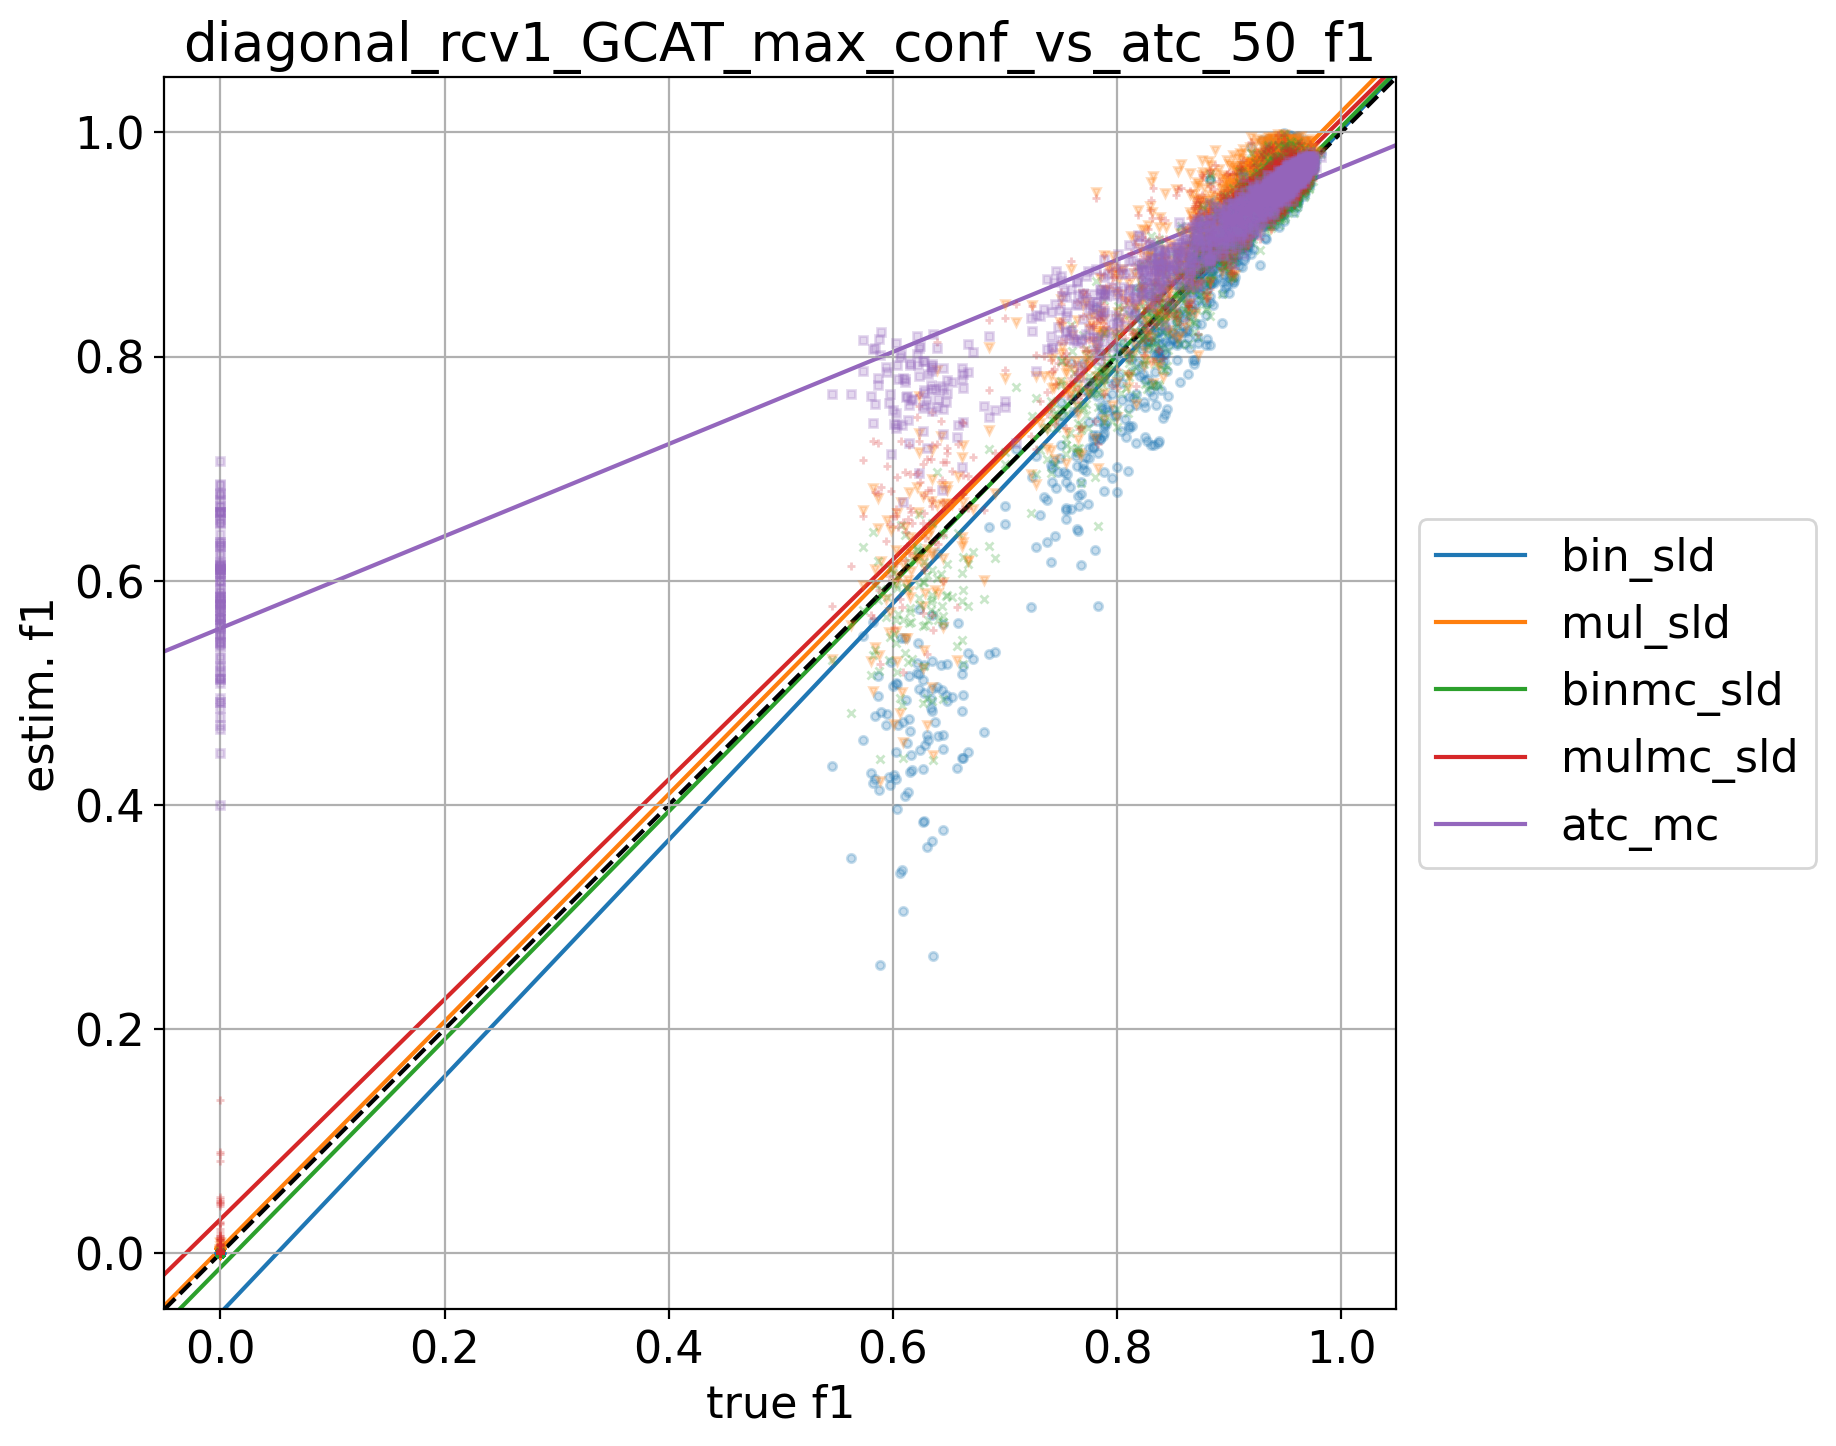 diagonal_rcv1_GCAT_max_conf_vs_atc_50_f1
1.0
0.8
0.6
0.4
0.2
0.0
estim. f1
0.0 0.2 0.4 0.6 0.8 1.0
true f1
bin_sld
mul_sld
binmc_sld
mulmc_sld
atc_mc